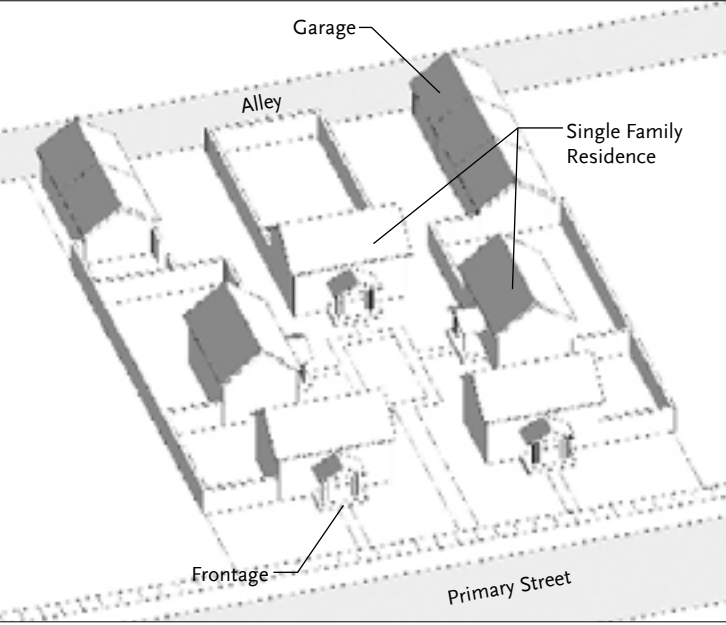 Garage
Alley
Single Family
Residence
Frontage
Primary Street